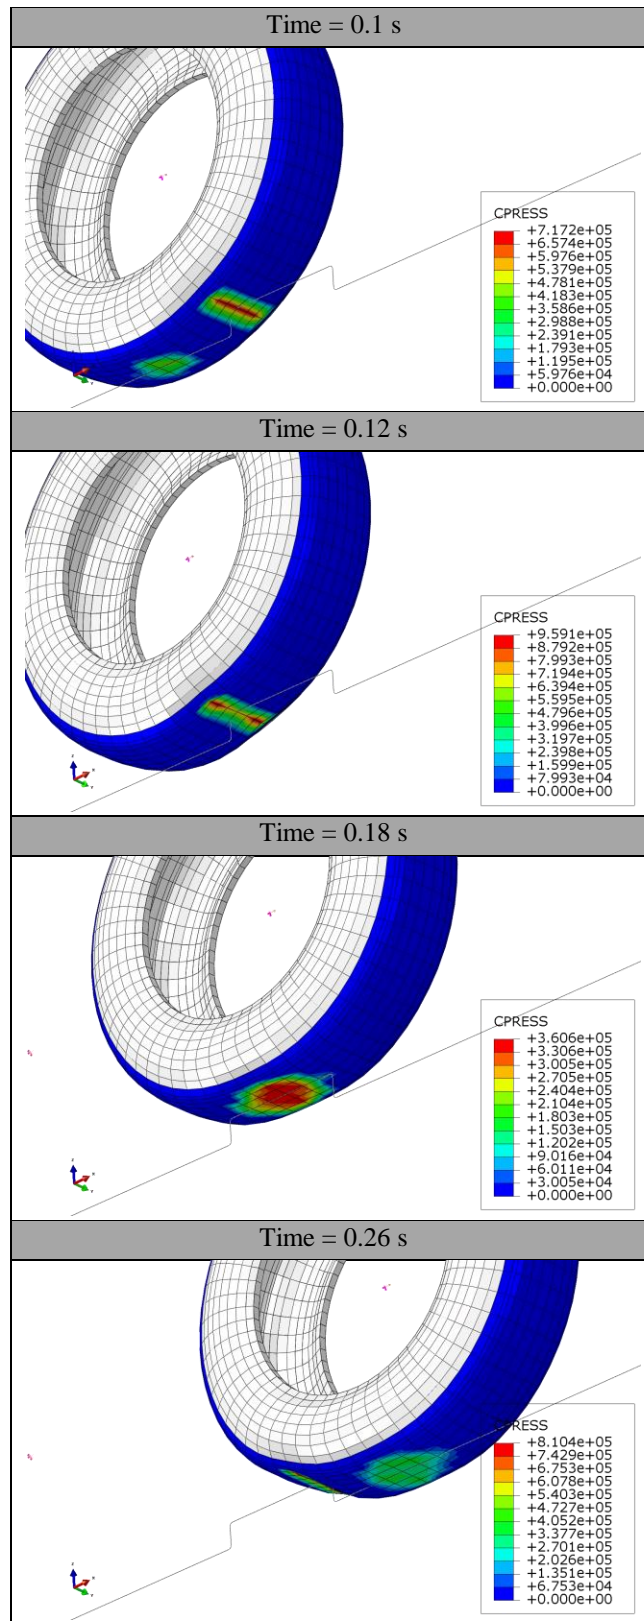 Time = 0.1 s
CPRESS
+7.172e+05
+6.574e+05
+5.976e+05
+5.379e+05
+4.781e+05
+4.183e+05
+3.586e+05
+2.988e+05
+2.391e+05
+1.793e+05
+1.195e+05
+5.976e+04
+0.000e+00
Time = 0.12 s
CPRESS
+9.591e+05
+8.792e+05
+7.993e+05
+7.194e+05
+6.394e+05
+5.595e+05
+4.796e+05
+3.996e+05
+3.197e+05
+2.398e+05
+1.599e+05
+7.993e+04
+0.000e+00
Time = 0.18 s
CPRESS
+3.606e+05
+3.306e+05
+3.005e+05
+2.705e+05
+2.404e+05
+2.104e+05
+1.803e+05
+1.503e+05
+1.202e+05
+9.016e+04
+6.011e+04
+3.005e+04
+0.000e+00
Time = 0.26 s
CPRESS
+8.104e+05
+7.429e+05
+6.753e+05
+6.078e+05
+5.403e+05
+4.727e+05
+4.052e+05
+3.377e+05
+2.701e+05
+2.026e+05
+1.351e+05
+6.753e+04
+0.000e+00